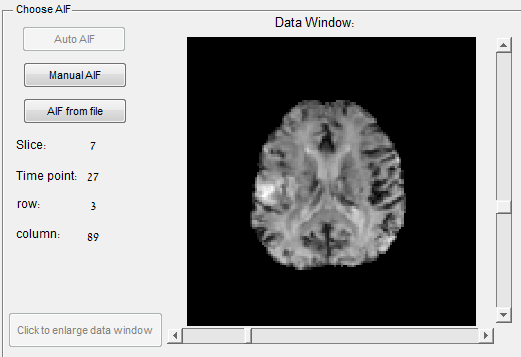 Choose AIF
Data Window:
Auto AIF
Manual AIF
AIF from file
Slice: 7
Time point: 27
row: 3
column: 89
Click to enlarge data window